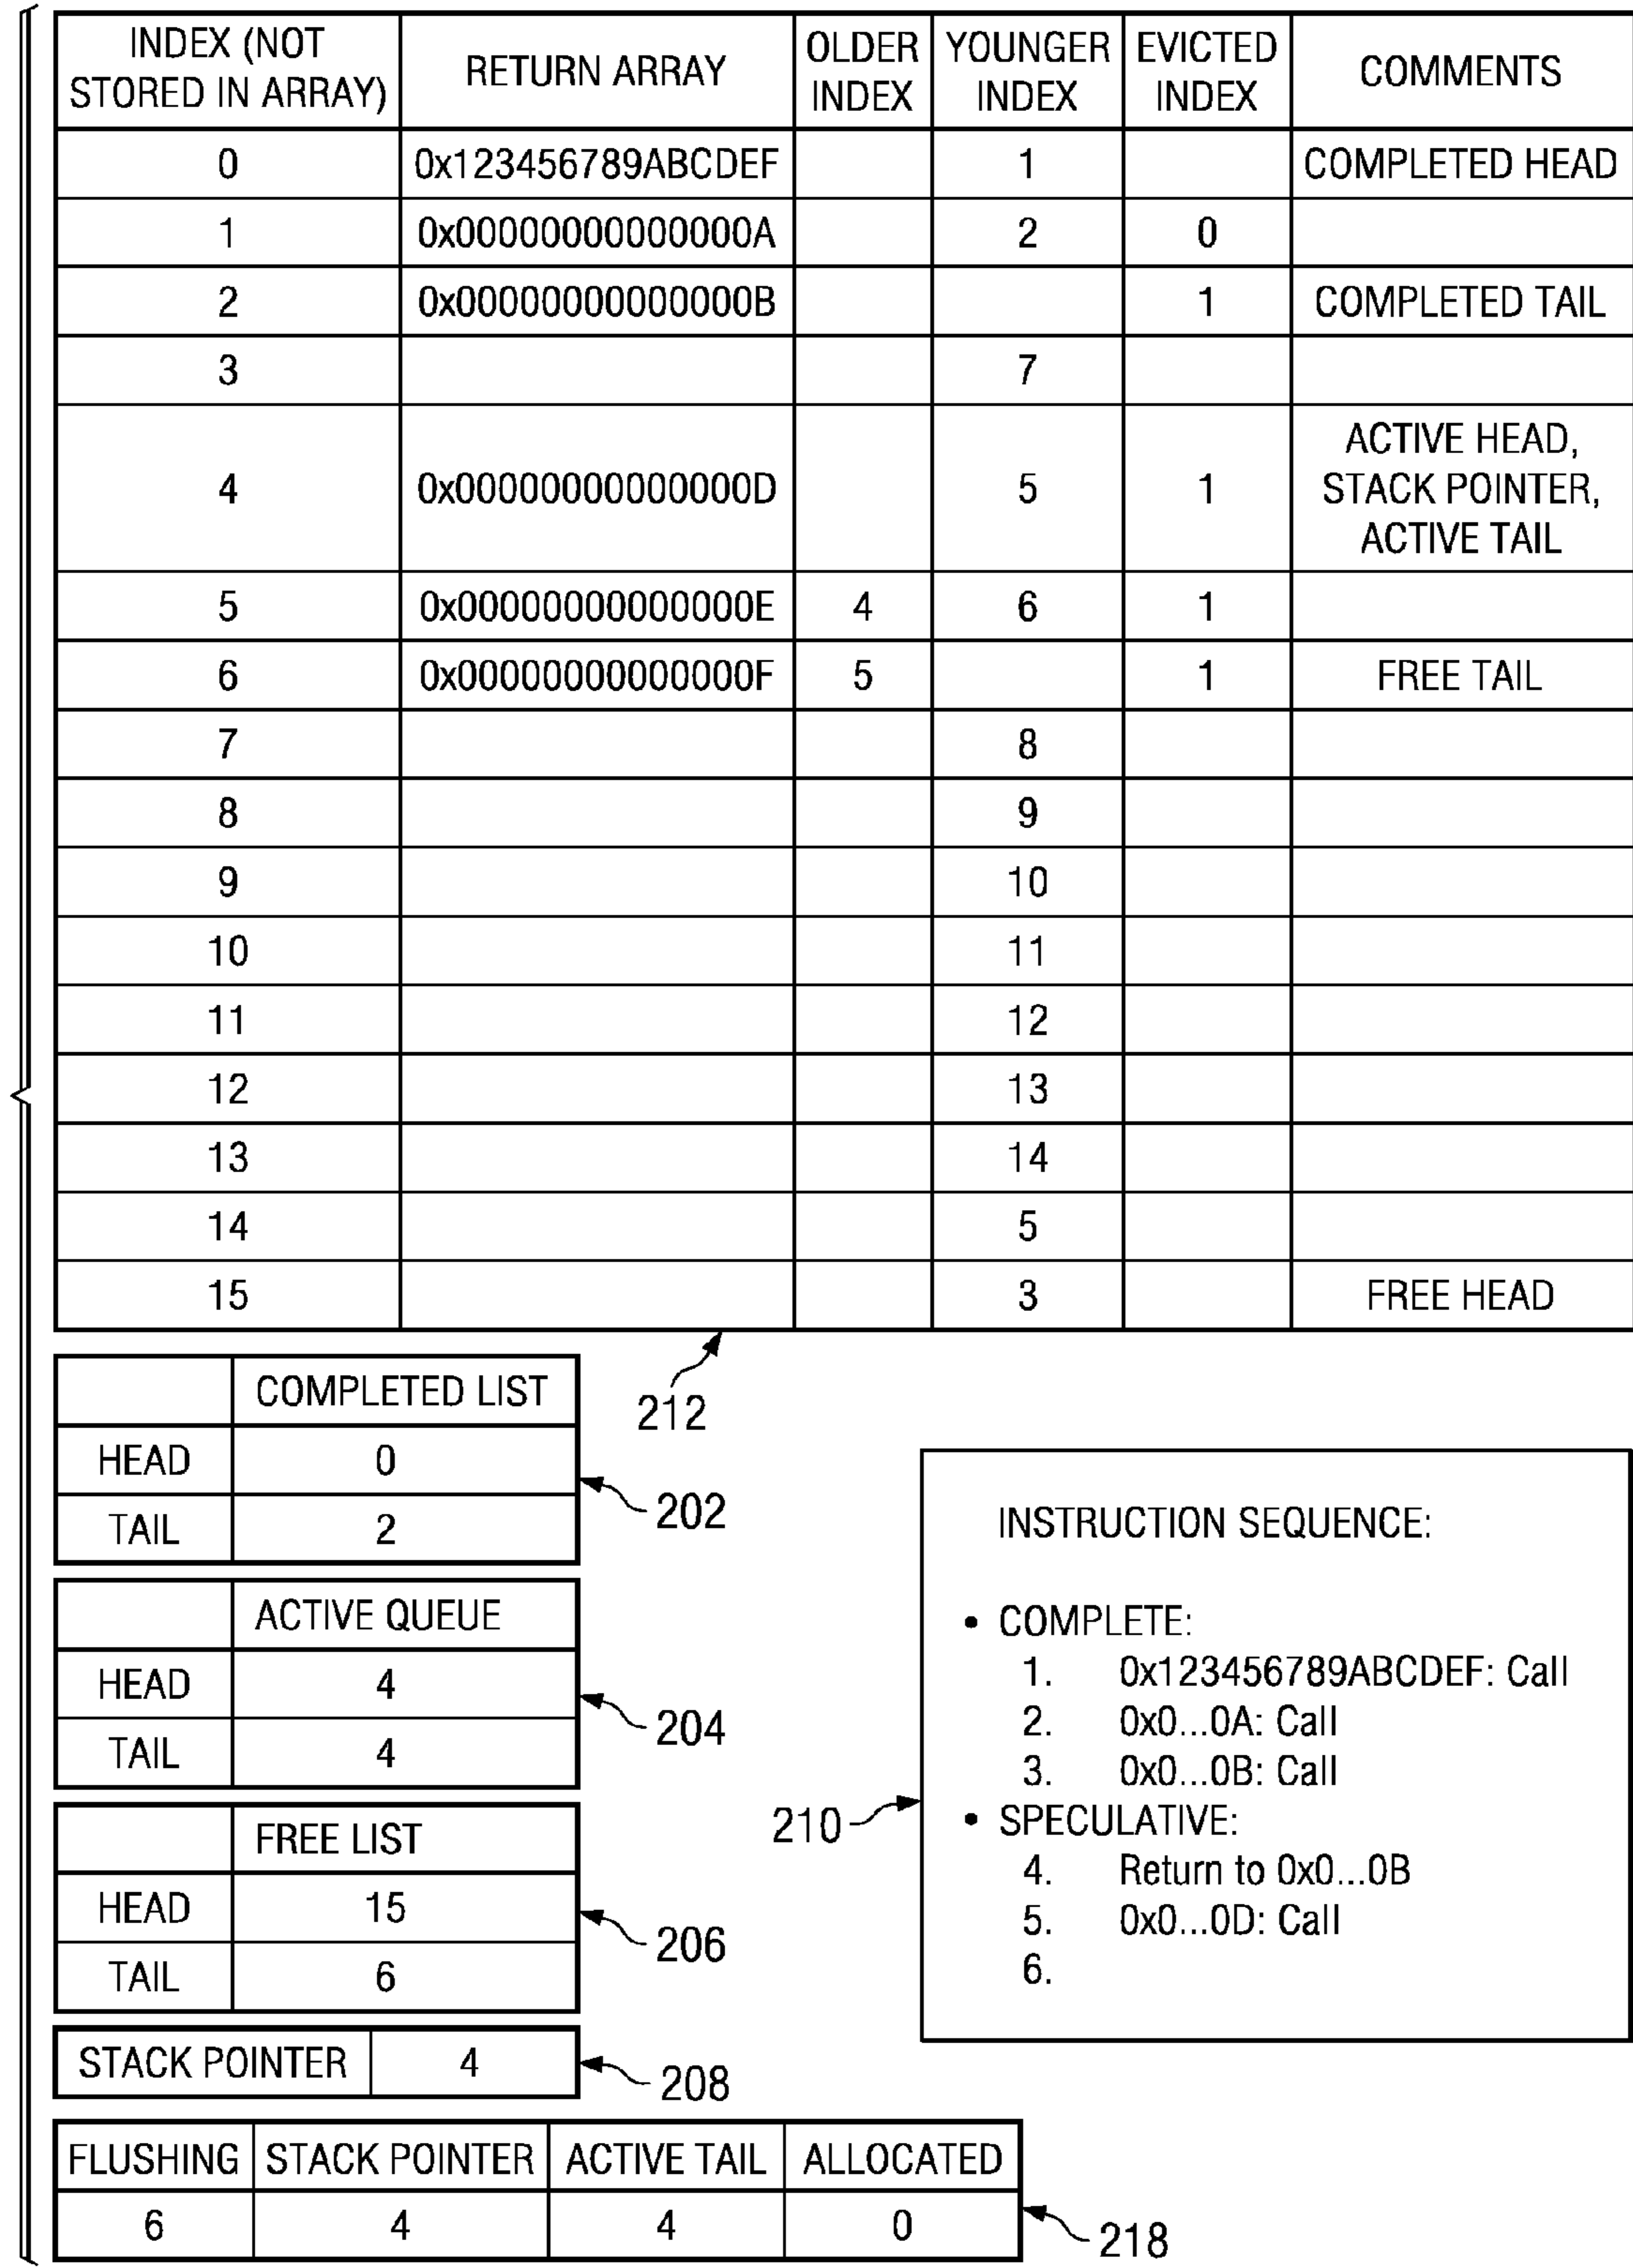 INDEX (NOT STORED IN ARRAY) RETURN ARRAY OLDER INDEX YOUNGER INDEX EVICTED INDEX COMMENTS
0 0x123456789ABCDEF 1 COMPLETED HEAD
1 0x00000000000000A 2 0
2 0x00000000000000B 1 COMPLETED TAIL
3 7
4 0x00000000000000D 5 1 ACTIVE HEAD, STACK POINTER, ACTIVE TAIL
5 0x00000000000000E 4 6 1
6 0x00000000000000F 5 1 FREE TAIL
7 8
8 9
9 10
10 11
11 12
12 13
13 14
14 5
15 3 FREE HEAD
212
COMPLETED LIST
HEAD 0
TAIL 2
202
ACTIVE QUEUE
HEAD 4
TAIL 4
204
FREE LIST
HEAD 15
TAIL 6
206
STACK POINTER 4
208
INSTRUCTION SEQUENCE:
• COMPLETE:
1. 0x123456789ABCDEF: Call
2. 0x0...0A: Call
3. 0x0...0B: Call
• SPECULATIVE:
4. Return to 0x0...0B
5. 0x0...0D: Call
6.
210
FLUSHING STACK POINTER ACTIVE TAIL ALLOCATED
6 4 4 0
218